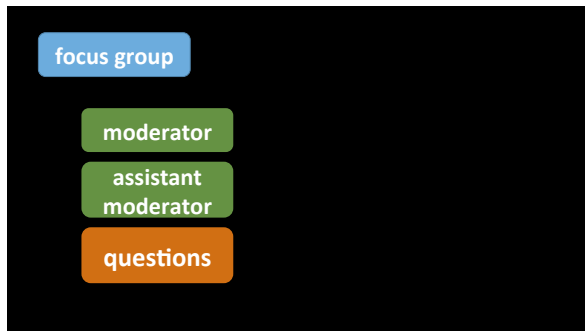 focus group
moderator
assistant
moderator
questions